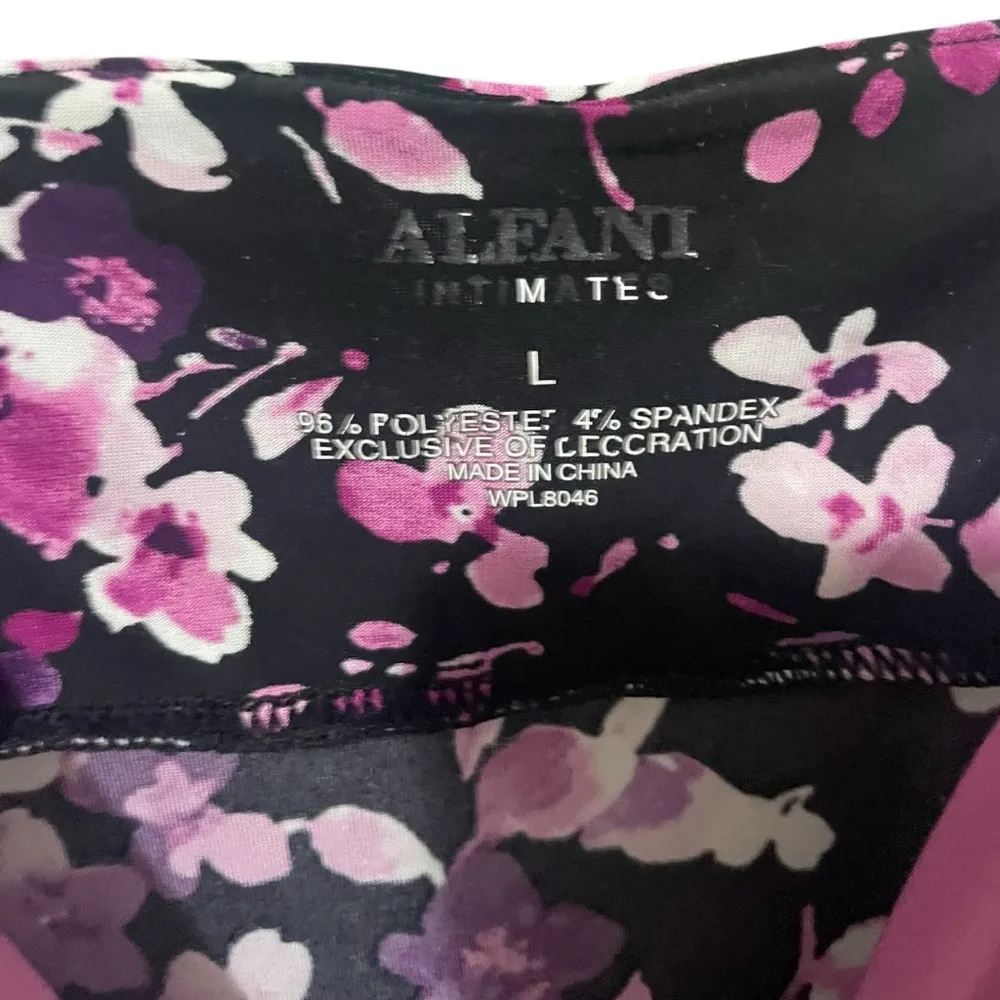 ALFANI
INTIMATES
L
96% POLYESTER 4% SPANDEX
EXCLUSIVE OF DECORATION
MADE IN CHINA
WPL8046